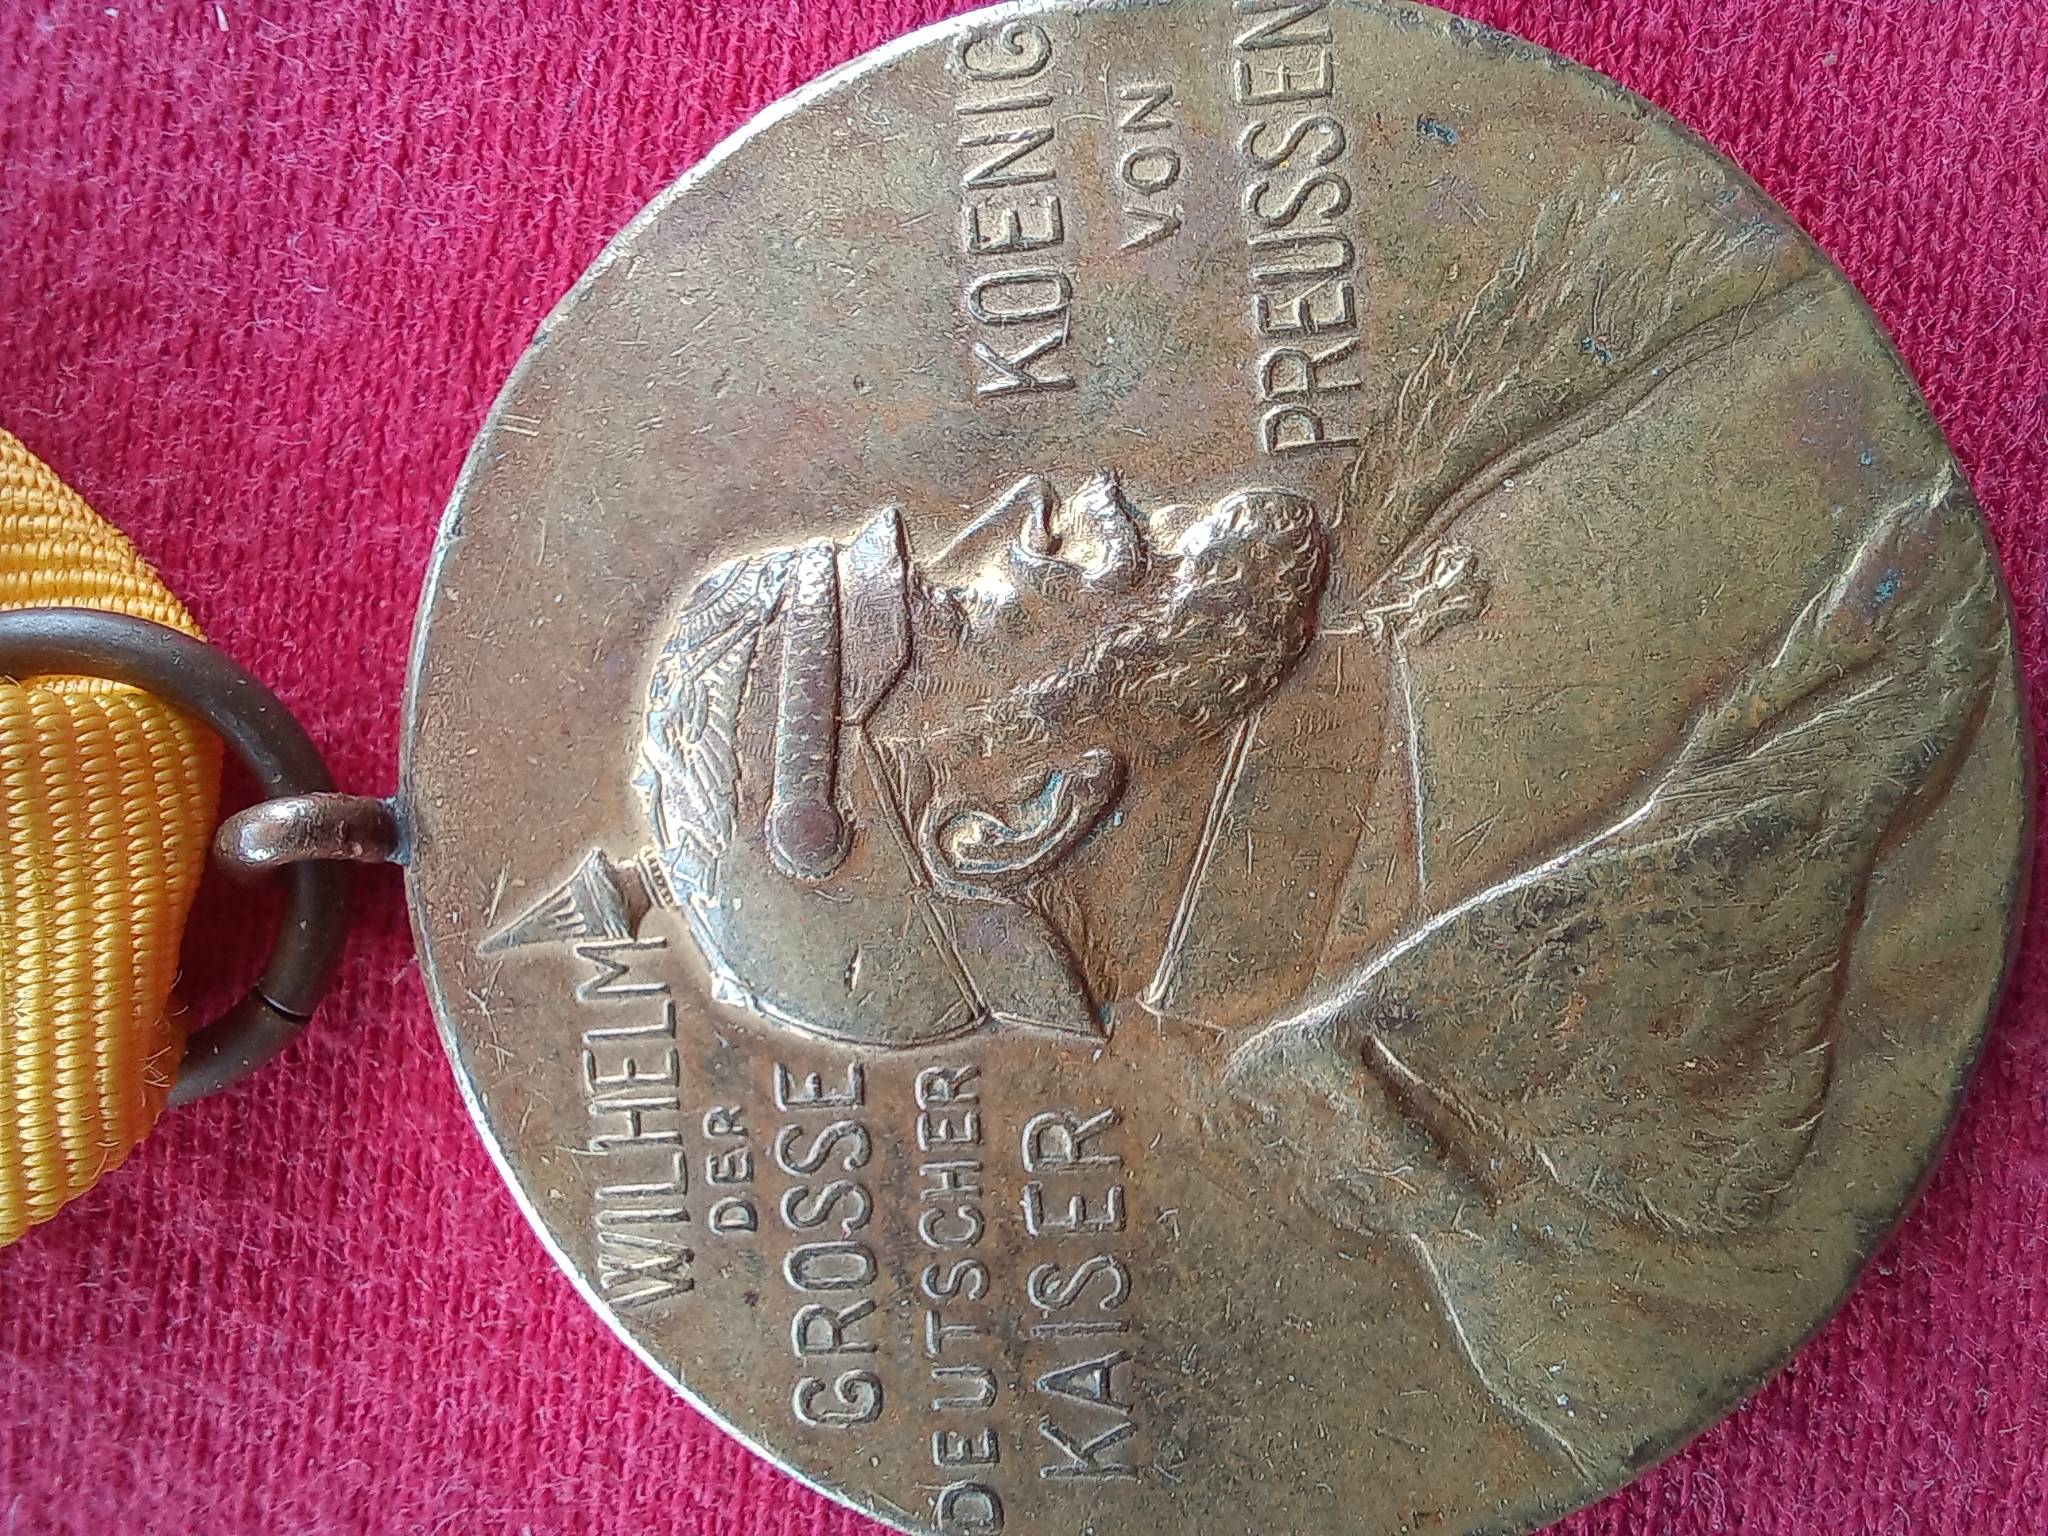 WILHELM
DER
GROSSE
DEUTSCHER
KAISER
KOENIG
VON
PREUSSEN